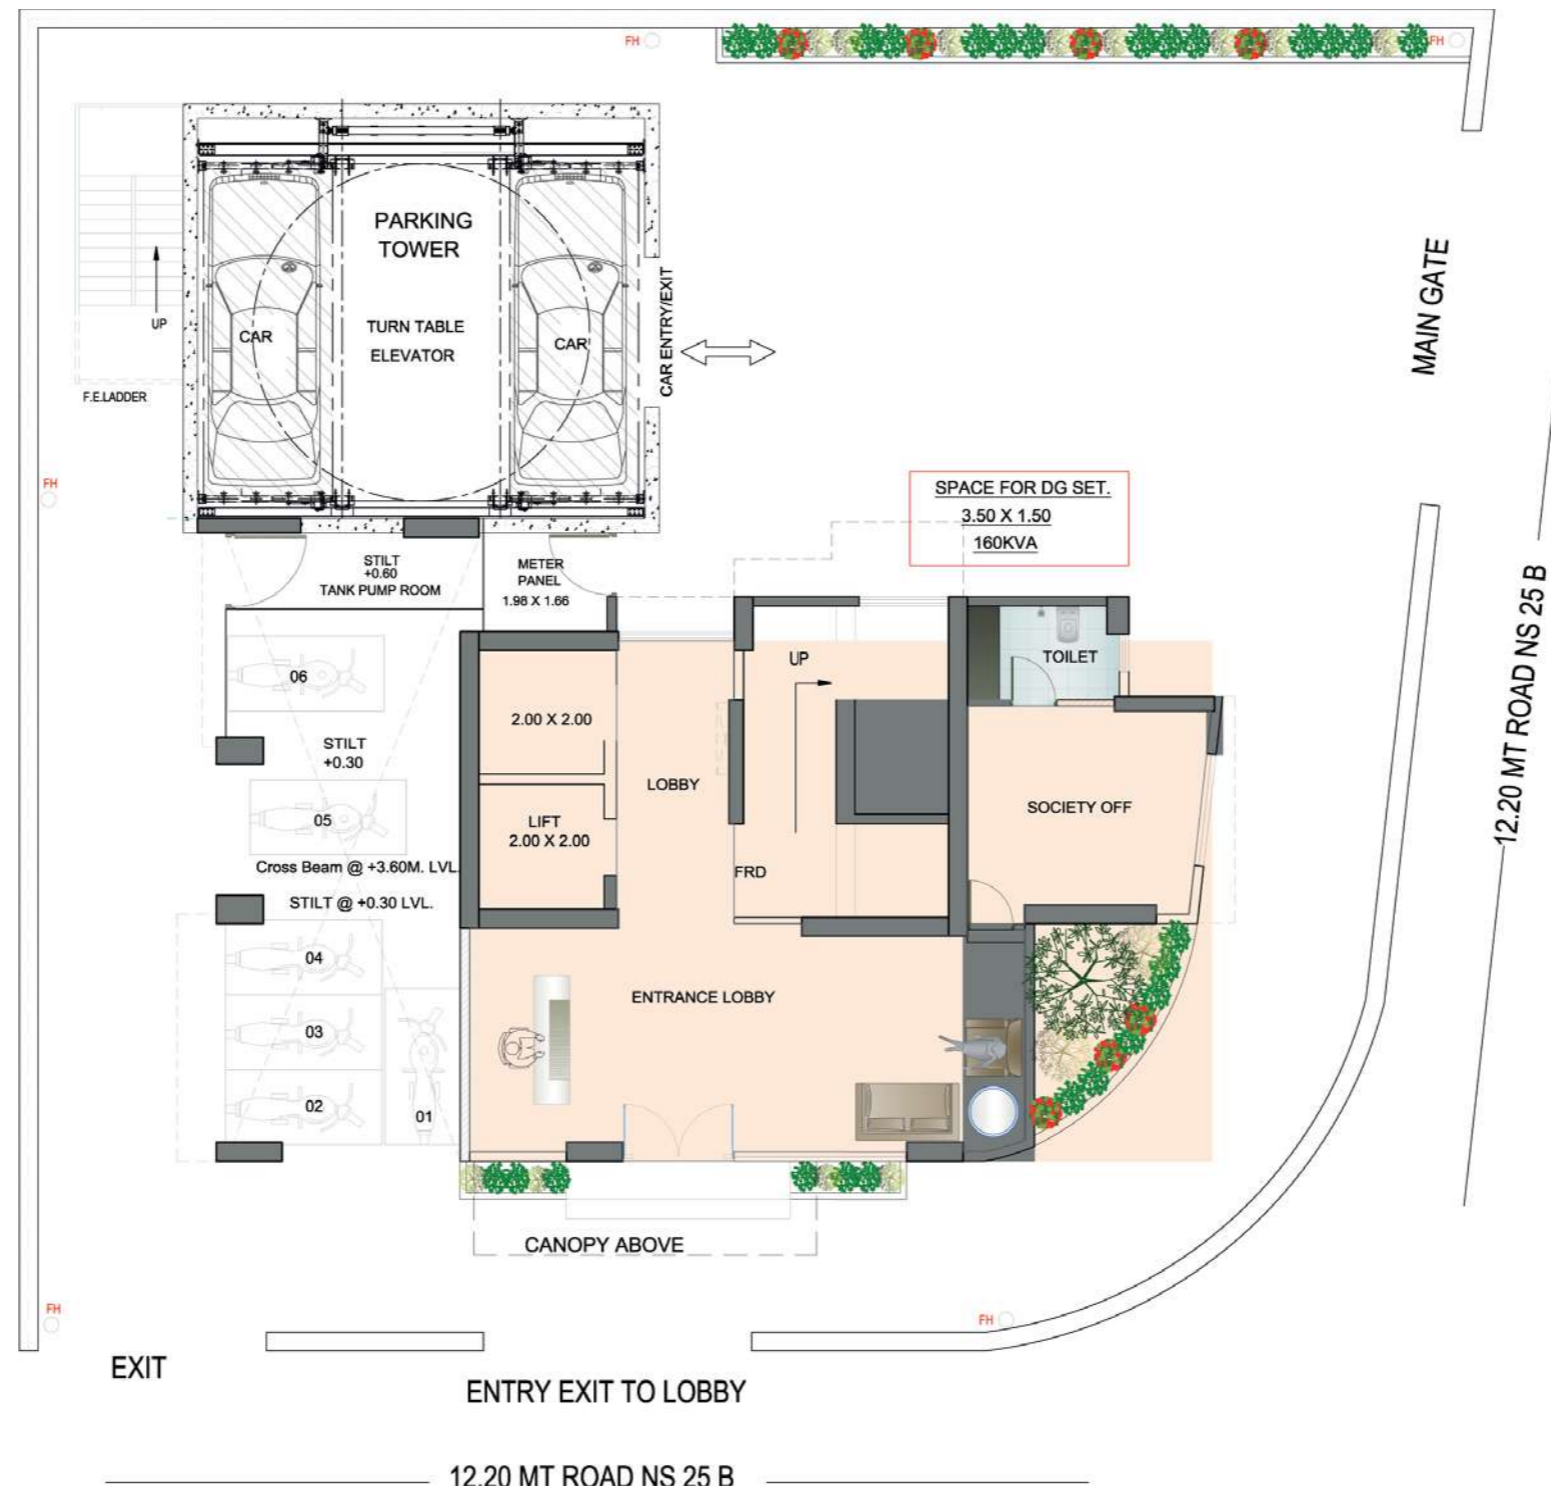 FH
FH
PARKING
TOWER
TURN TABLE
ELEVATOR
CAR
CAR
CAR ENTRY/EXIT
UP
F.E.LADDER
MAIN GATE
FH
SPACE FOR DG SET.
3.50 X 1.50
160KVA
STILT
+0.60
TANK PUMP ROOM
METER
PANEL
1.98 X 1.66
12.20 MT ROAD NS 25 B
06
UP
TOILET
2.00 X 2.00
STILT
+0.30
LOBBY
SOCIETY OFF
05
LIFT
2.00 X 2.00
Cross Beam @ +3.60M. LVL.
FRD
STILT @ +0.30 LVL.
04
ENTRANCE LOBBY
03
02
01
CANOPY ABOVE
FH
FH
EXIT
ENTRY EXIT TO LOBBY
12.20 MT ROAD NS 25 B